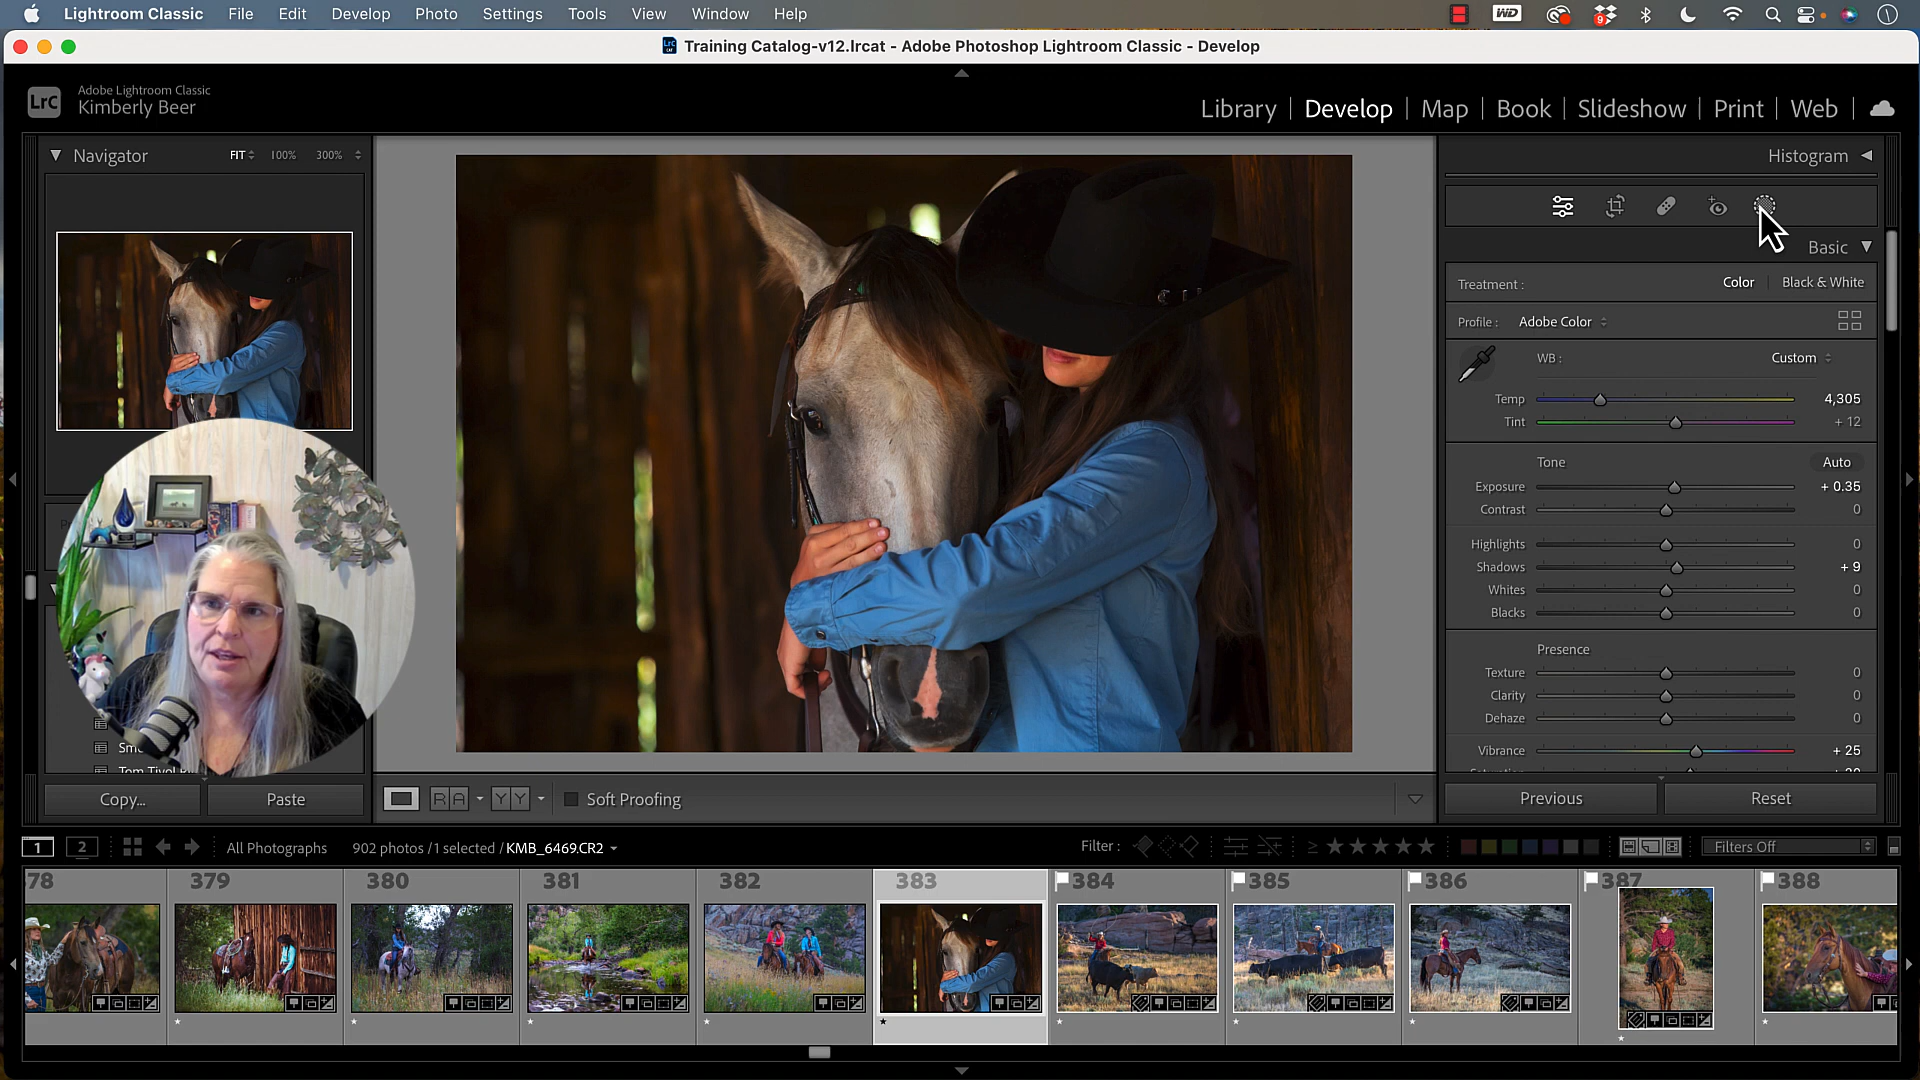 Lightroom Classic File Edit Develop Photo Settings Tools View Window Help
Training Catalog-v12.lrcat - Adobe Photoshop Lightroom Classic - Develop
LrC
Adobe Lightroom Classic
Kimberly Beer
Library | Develop | Map | Book | Slideshow | Print | Web
Navigator FIT 100% 300%
Histogram
Basic
Treatment : Color Black & White
Profile : Adobe Color
WB : Custom
Temp 4,305
Tint + 12
Tone Auto
Exposure + 0.35
Contrast 0
Highlights 0
Shadows + 9
Whites 0
Blacks 0
Presence
Texture 0
Clarity 0
Dehaze 0
Vibrance + 25
Copy... Paste
R A Y Y Soft Proofing
Previous Reset
1 2 All Photographs 902 photos / 1 selected / KMB_6469.CR2
Filter : Filters Off
78 379 380 381 382 383 384 385 386 387 388